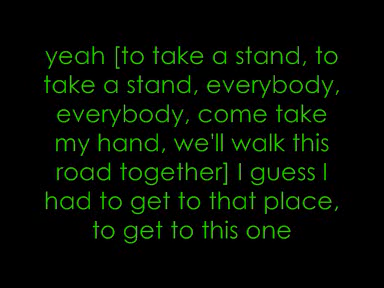 yeah [to take a stand, to
take a stand, everybody,
everybody, come take
my hand, we'll walk this
road together] I guess I
had to get to that place,
to get to this one